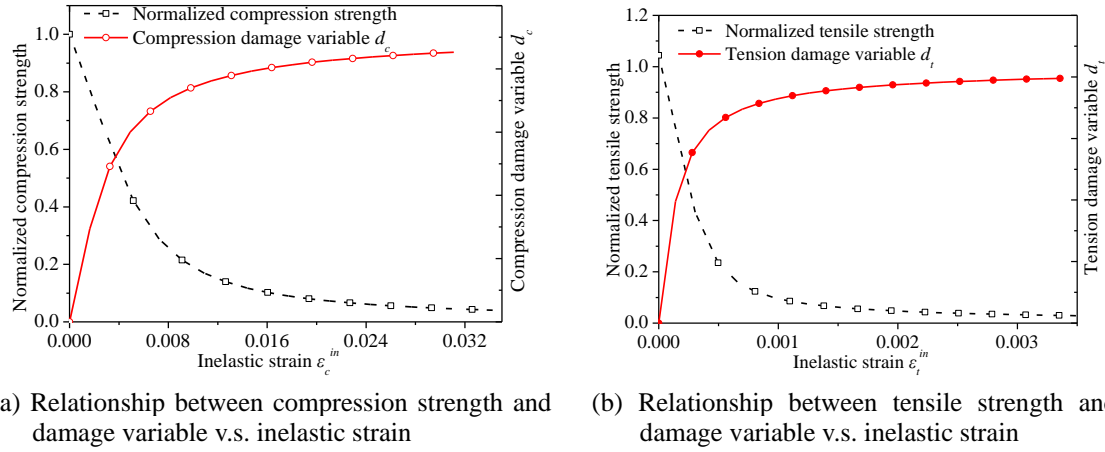 Normalized compression strength
Compression damage variable d_c
1.0
0.8
0.6
0.4
0.2
0.0
Normalized compression strength
Compression damage variable d_c
0.000 0.008 0.016 0.024 0.032
Inelastic strain ε_c^in
Normalized tensile strength
Tension damage variable d_t
1.2
1.0
0.8
0.6
0.4
0.2
0.0
Normalized tensile strength
Tension damage variable d_t
0.000 0.001 0.002 0.003
Inelastic strain ε_t^in
a) Relationship between compression strength and
damage variable v.s. inelastic strain
(b) Relationship between tensile strength and
damage variable v.s. inelastic strain